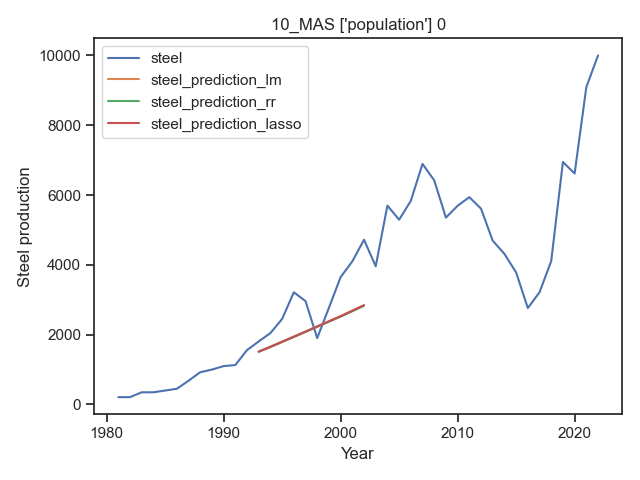 10_MAS ['population'] 0
steel
steel_prediction_lm
steel_prediction_rr
steel_prediction_lasso
Steel production
10000
8000
6000
4000
2000
0
1980
1990
2000
2010
2020
Year